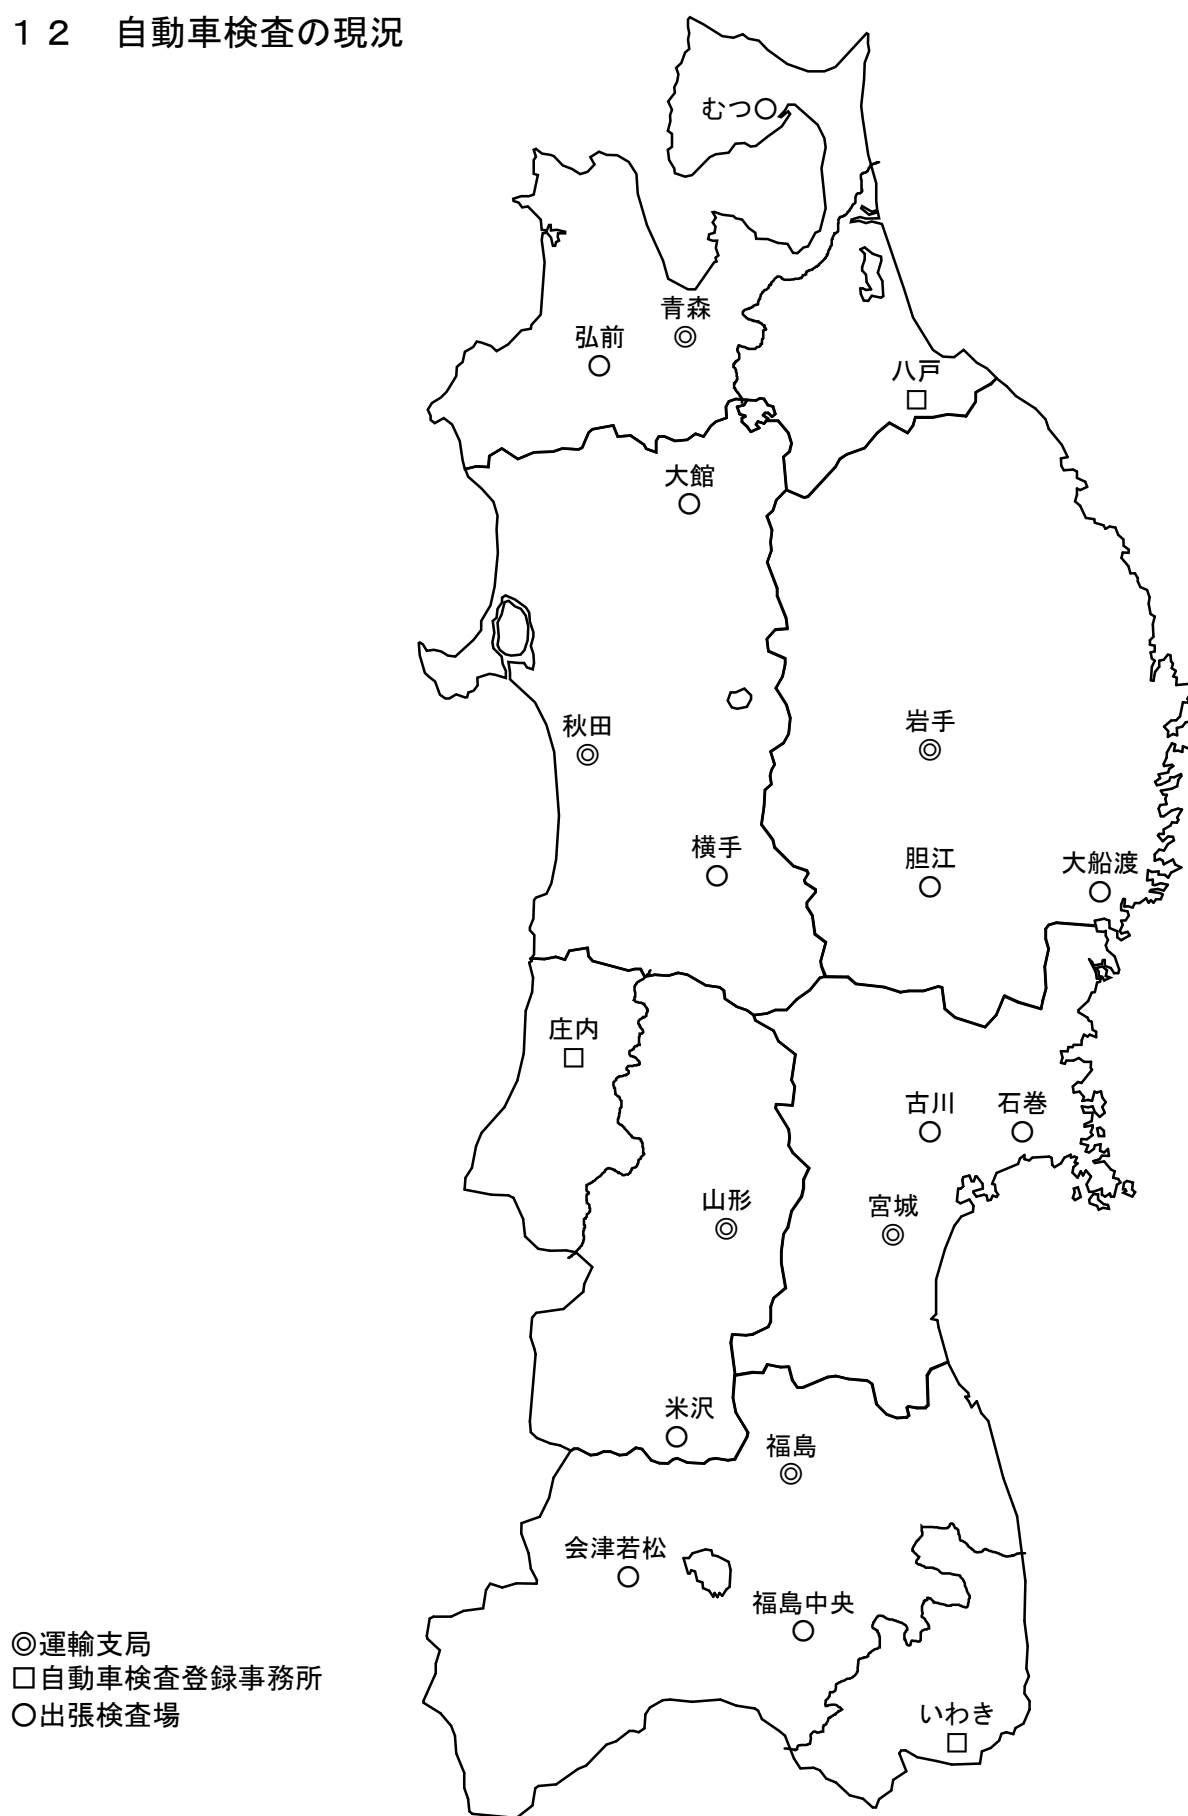 １２　自動車検査の現況
むつ○
青森
◎
弘前
○
八戸
□
大館
○
秋田
◎
岩手
◎
横手
○
胆江
○
大船渡
○
庄内
□
古川
○
石巻
○
山形
◎
宮城
◎
米沢
○
福島
◎
会津若松
○
福島中央
○
いわき
□
◎運輸支局
□自動車検査登録事務所
○出張検査場